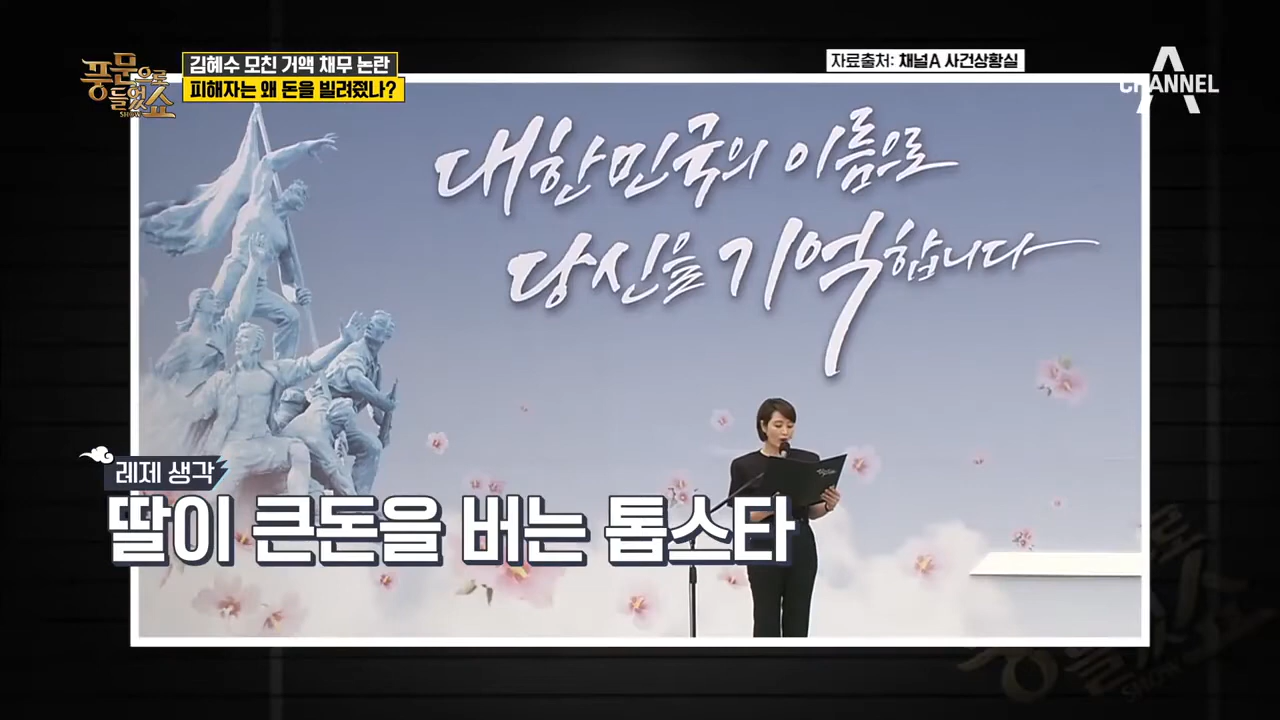 풍문으로
들었쇼
SHOW
김혜수 모친 거액 채무 논란
피해자는 왜 돈을 빌려줬나?
자료출처: 채널A 사건상황실
CHANNEL A
대한민국의 이름으로
당신을 기억합니다
레제 생각
딸이 큰돈을 버는 톱스타